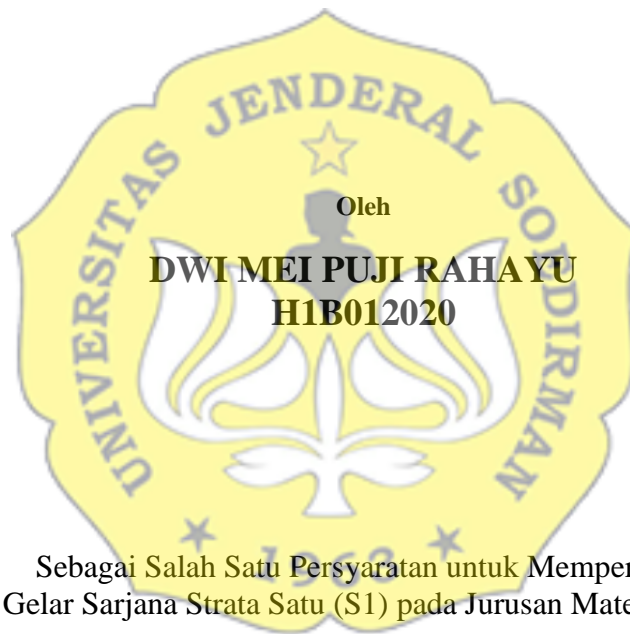 UNIVERSITAS JENDERAL SOEDIRMAN
Oleh
DWI MEI PUJI RAHAYU
H1B012020
1963
Sebagai Salah Satu Persyaratan untuk Memper
Gelar Sarjana Strata Satu (S1) pada Jurusan Mate